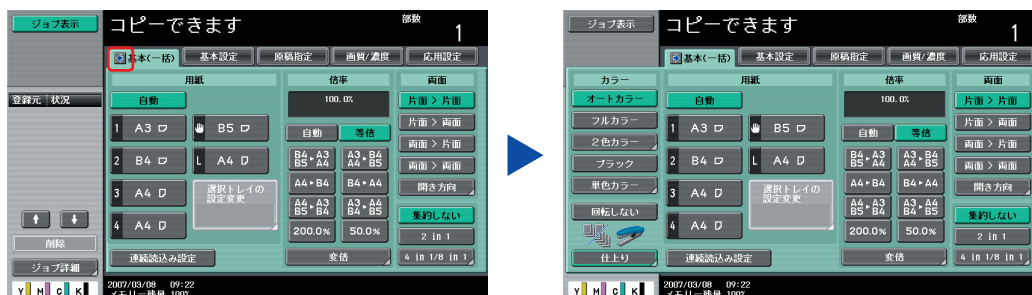 ジョブ表示
コピーできます
部数
1
基本(一括)
基本設定
原稿指定
画質/濃度
応用設定
用紙
倍率
両面
登録元 状況
自動
100.0%
片面 > 片面
1 A3
B5
自動
等倍
片面 > 両面
両面 > 片面
2 B4
L A4
B4▸A3
B5▸A4
A3▸B4
A4▸B5
両面 > 両面
3 A4
選択トレイの
設定変更
A4▸B4
B4▸A4
開き方向
A4▸A3
B5▸B4
A3▸A4
B4▸B5
集約しない
4 A4
200.0%
50.0%
2 in 1
削除
ジョブ詳細
連続読込み設定
変倍
4 in 1/8 in 1
Y M C K
2007/03/08 09:22
メモリー残量 100%
ジョブ表示
コピーできます
部数
1
基本(一括)
基本設定
原稿指定
画質/濃度
応用設定
カラー
用紙
倍率
両面
オートカラー
自動
100.0%
片面 > 片面
フルカラー
1 A3
B5
自動
等倍
片面 > 両面
2色カラー
両面 > 片面
ブラック
2 B4
L A4
B4▸A3
B5▸A4
A3▸B4
A4▸B5
両面 > 両面
単色カラー
3 A4
選択トレイの
設定変更
A4▸B4
B4▸A4
開き方向
回転しない
A4▸A3
B5▸B4
A3▸A4
B4▸B5
集約しない
4 A4
200.0%
50.0%
2 in 1
仕上り
連続読込み設定
変倍
4 in 1/8 in 1
Y M C K
2007/03/08 09:22
メモリー残量 100%